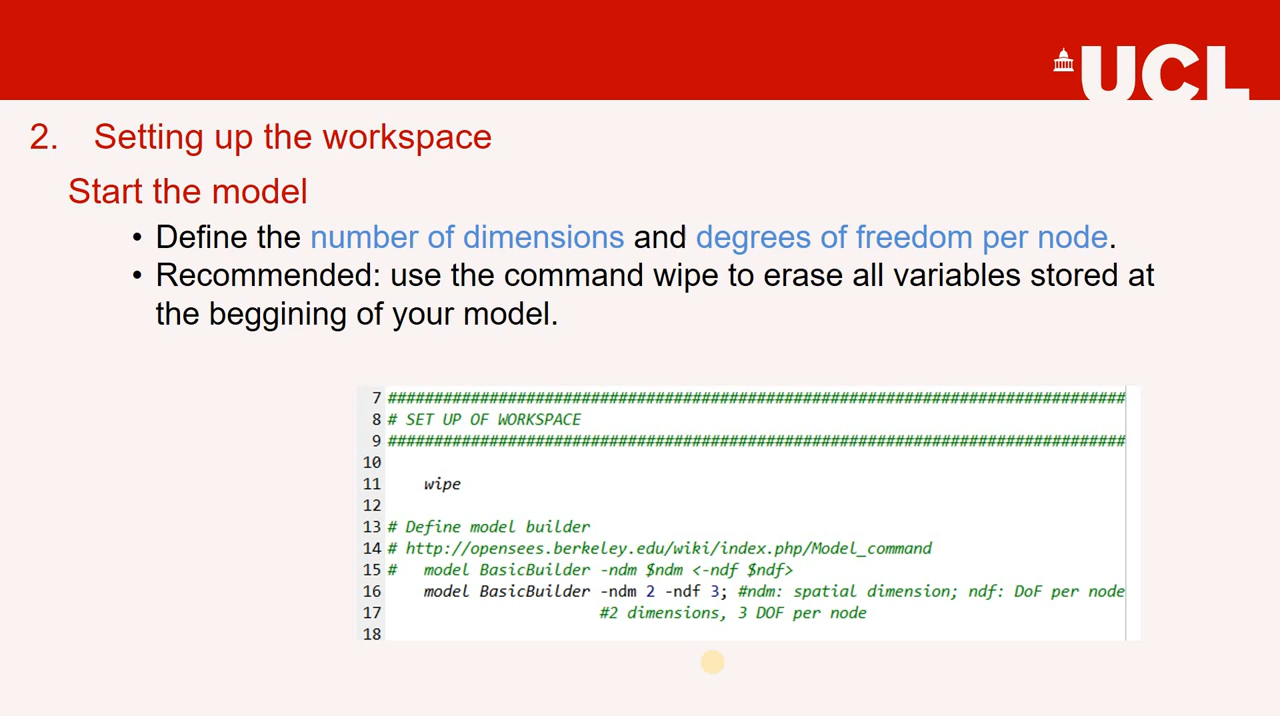 UCL
2. Setting up the workspace
Start the model
• Define the number of dimensions and degrees of freedom per node.
• Recommended: use the command wipe to erase all variables stored at
the beggining of your model.
7 ################################################################################
8 # SET UP OF WORKSPACE
9 ################################################################################
10
11 wipe
12
13 # Define model builder
14 # http://opensees.berkeley.edu/wiki/index.php/Model_command
15 # model BasicBuilder -ndm $ndm <-ndf $ndf>
16 model BasicBuilder -ndm 2 -ndf 3; #ndm: spatial dimension; ndf: DoF per node
17 #2 dimensions, 3 DOF per node
18